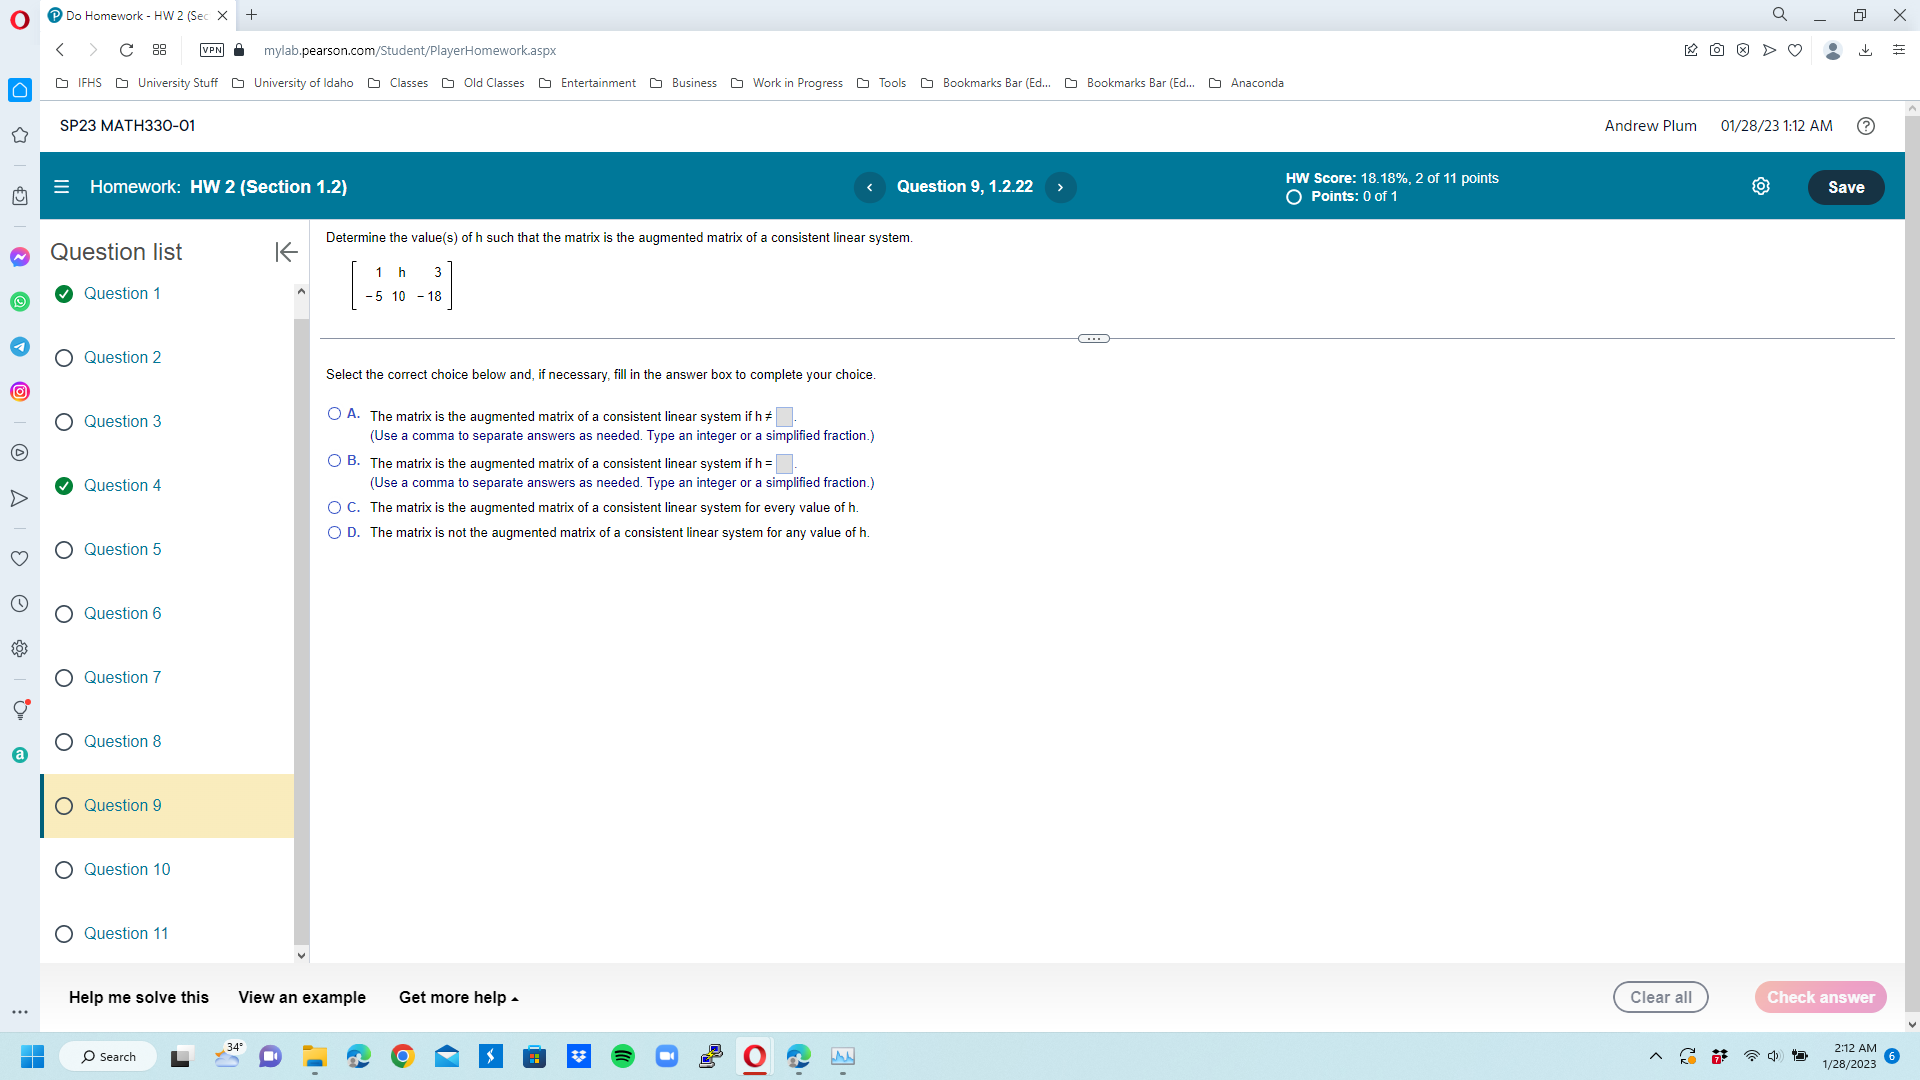 Do Homework - HW 2 (Sec
VPN
mylab.pearson.com/Student/PlayerHomework.aspx
IFHS University Stuff University of Idaho Classes Old Classes Entertainment Business Work in Progress Tools Bookmarks Bar (Ed... Bookmarks Bar (Ed... Anaconda
SP23 MATH330-01
Andrew Plum 01/28/23 1:12 AM
Homework: HW 2 (Section 1.2)
Question 9, 1.2.22
HW Score: 18.18%, 2 of 11 points
Points: 0 of 1
Save
Question list
Question 1
Question 2
Question 3
Question 4
Question 5
Question 6
Question 7
Question 8
Question 9
Question 10
Question 11
Determine the value(s) of h such that the matrix is the augmented matrix of a consistent linear system.
1 h 3
-5 10 -18
Select the correct choice below and, if necessary, fill in the answer box to complete your choice.
A. The matrix is the augmented matrix of a consistent linear system if h ≠ .
(Use a comma to separate answers as needed. Type an integer or a simplified fraction.)
B. The matrix is the augmented matrix of a consistent linear system if h = .
(Use a comma to separate answers as needed. Type an integer or a simplified fraction.)
C. The matrix is the augmented matrix of a consistent linear system for every value of h.
D. The matrix is not the augmented matrix of a consistent linear system for any value of h.
Help me solve this View an example Get more help
Clear all Check answer
Search
34°
2:12 AM
1/28/2023
6